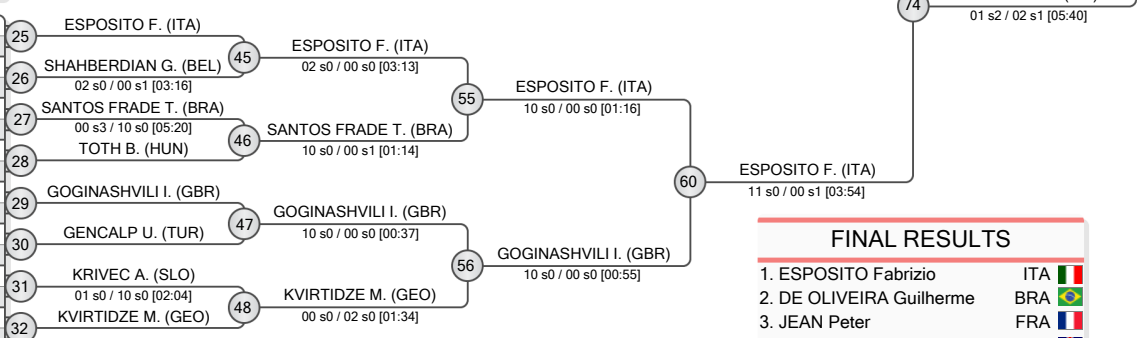 74
01 s2 / 02 s1 [05:40]
25
ESPOSITO F. (ITA)
45
ESPOSITO F. (ITA)
02 s0 / 00 s0 [03:13]
26
SHAHBERDIAN G. (BEL)
02 s0 / 00 s1 [03:16]
55
ESPOSITO F. (ITA)
10 s0 / 00 s0 [01:16]
27
SANTOS FRADE T. (BRA)
00 s3 / 10 s0 [05:20]
46
SANTOS FRADE T. (BRA)
10 s0 / 00 s1 [01:14]
28
TOTH B. (HUN)
60
ESPOSITO F. (ITA)
11 s0 / 00 s1 [03:54]
29
GOGINASHVILI I. (GBR)
47
GOGINASHVILI I. (GBR)
10 s0 / 00 s0 [00:37]
30
GENCALP U. (TUR)
56
GOGINASHVILI I. (GBR)
10 s0 / 00 s0 [00:55]
31
KRIVEC A. (SLO)
01 s0 / 10 s0 [02:04]
48
KVIRTIDZE M. (GEO)
00 s0 / 02 s0 [01:34]
32
KVIRTIDZE M. (GEO)
FINAL RESULTS
1. ESPOSITO Fabrizio ITA
2. DE OLIVEIRA Guilherme BRA
3. JEAN Peter FRA